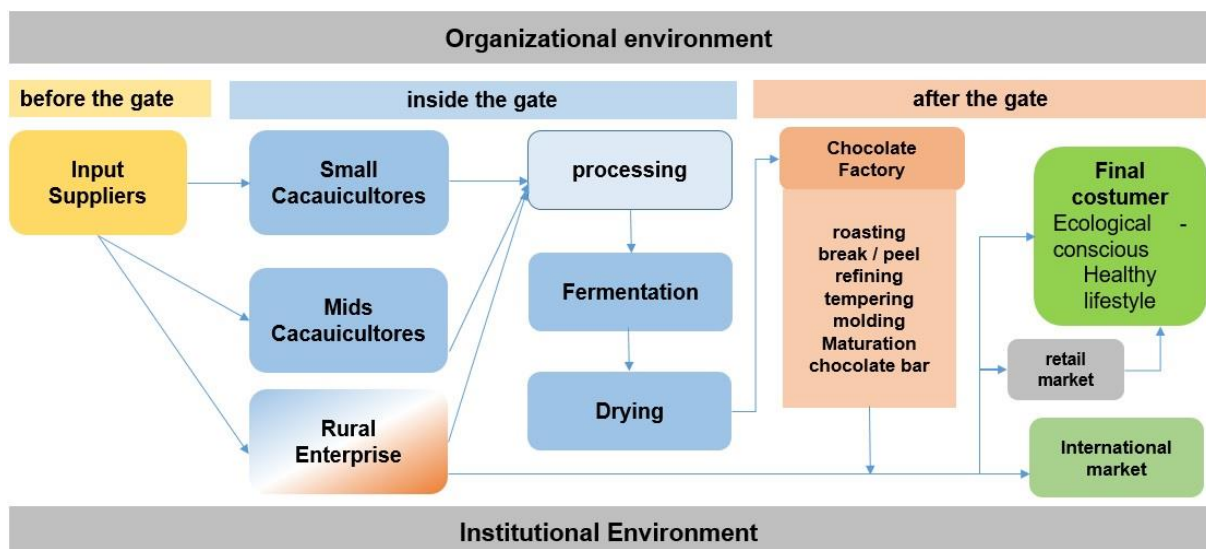 Organizational environment
before the gate
inside the gate
after the gate
Input
Suppliers
Small
Cacauicultores
processing
Chocolate
Factory
Final
costumer
Ecological -
conscious
Healthy
lifestyle
roasting
break / peel
refining
tempering
molding
Maturation
chocolate bar
Mids
Cacauicultores
Fermentation
retail
market
Rural
Enterprise
Drying
International
market
Institutional Environment